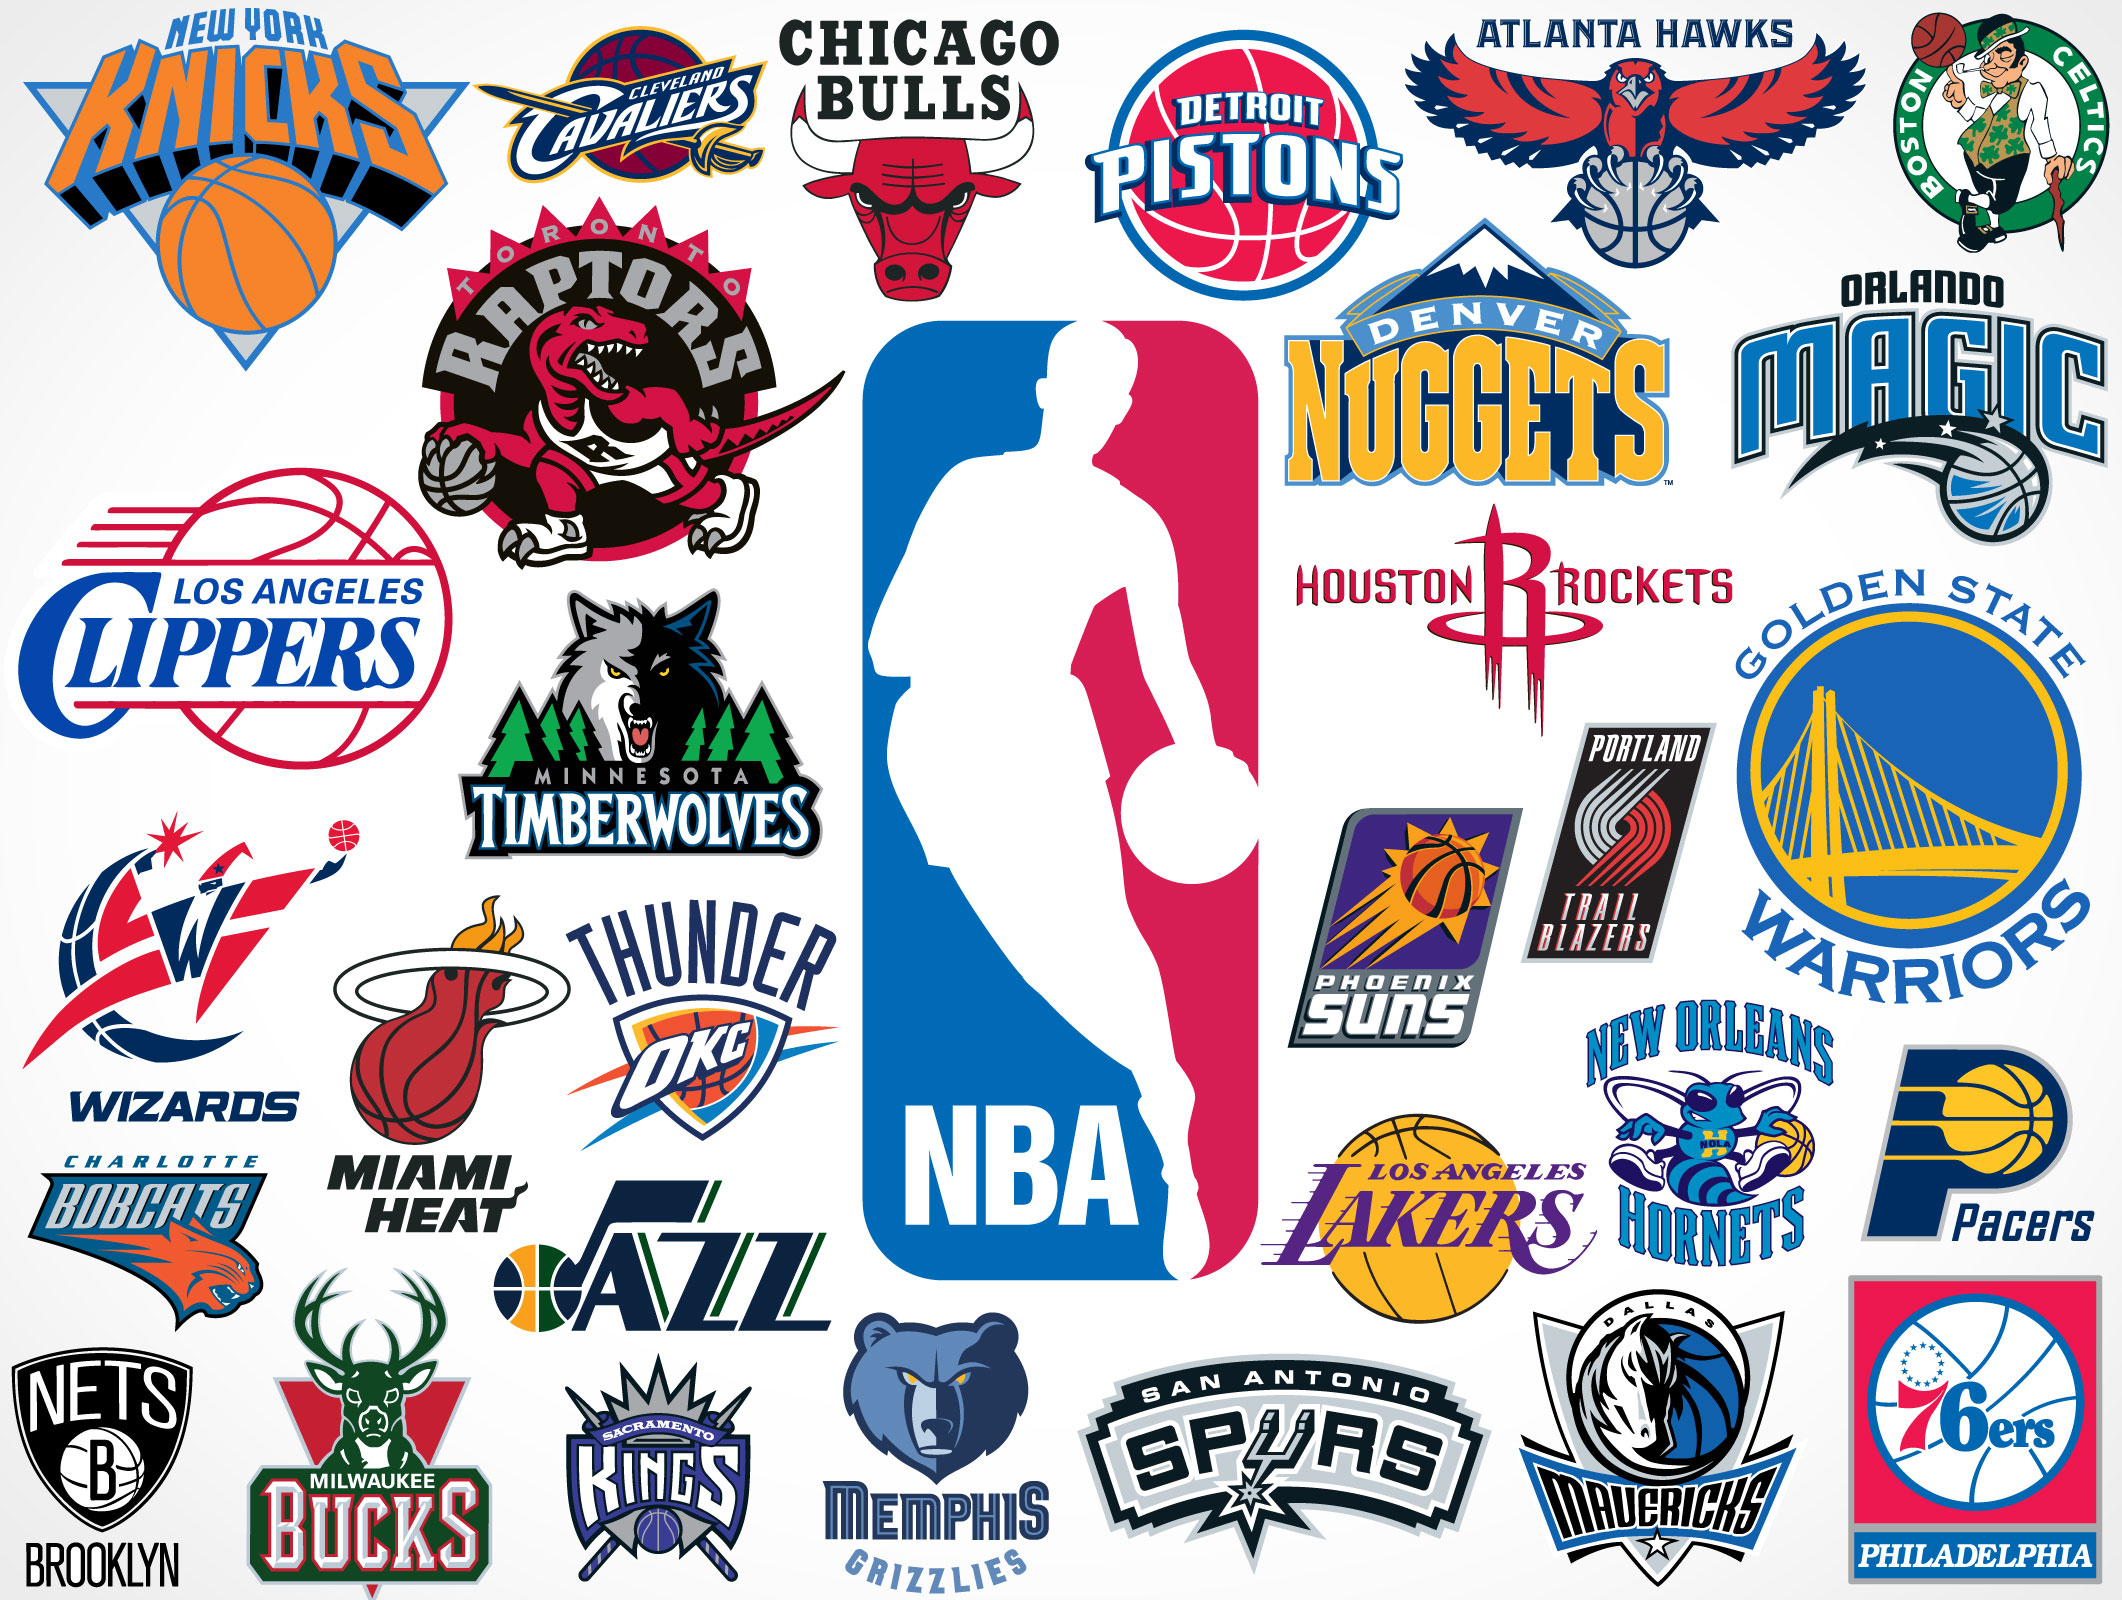 NEW YORK
KNICKS
CLEVELAND
CAVALIERS
CHICAGO
BULLS
DETROIT
PISTONS
ATLANTA HAWKS
BOSTON
CELTICS
TORONTO
RAPTORS
DENVER
NUGGETS
TM
ORLANDO
MAGIC
LOS ANGELES
CLIPPERS
HOUSTON R ROCKETS
GOLDEN STATE
WARRIORS
MINNESOTA
TIMBERWOLVES
PORTLAND
TRAIL
BLAZERS
PHOENIX
SUNS
W
WIZARDS
MIAMI
HEAT
THUNDER
OKC
NBA
NEW ORLEANS
H
NOLA
HORNETS
LOS ANGELES
LAKERS
P
Pacers
CHARLOTTE
BOBCATS
JAZZ
NETS
B
BROOKLYN
MILWAUKEE
BUCKS
SACRAMENTO
KINGS
MEMPHIS
GRIZZLIES
SAN ANTONIO
SPURS
DALLAS
MAVERICKS
76ers
PHILADELPHIA